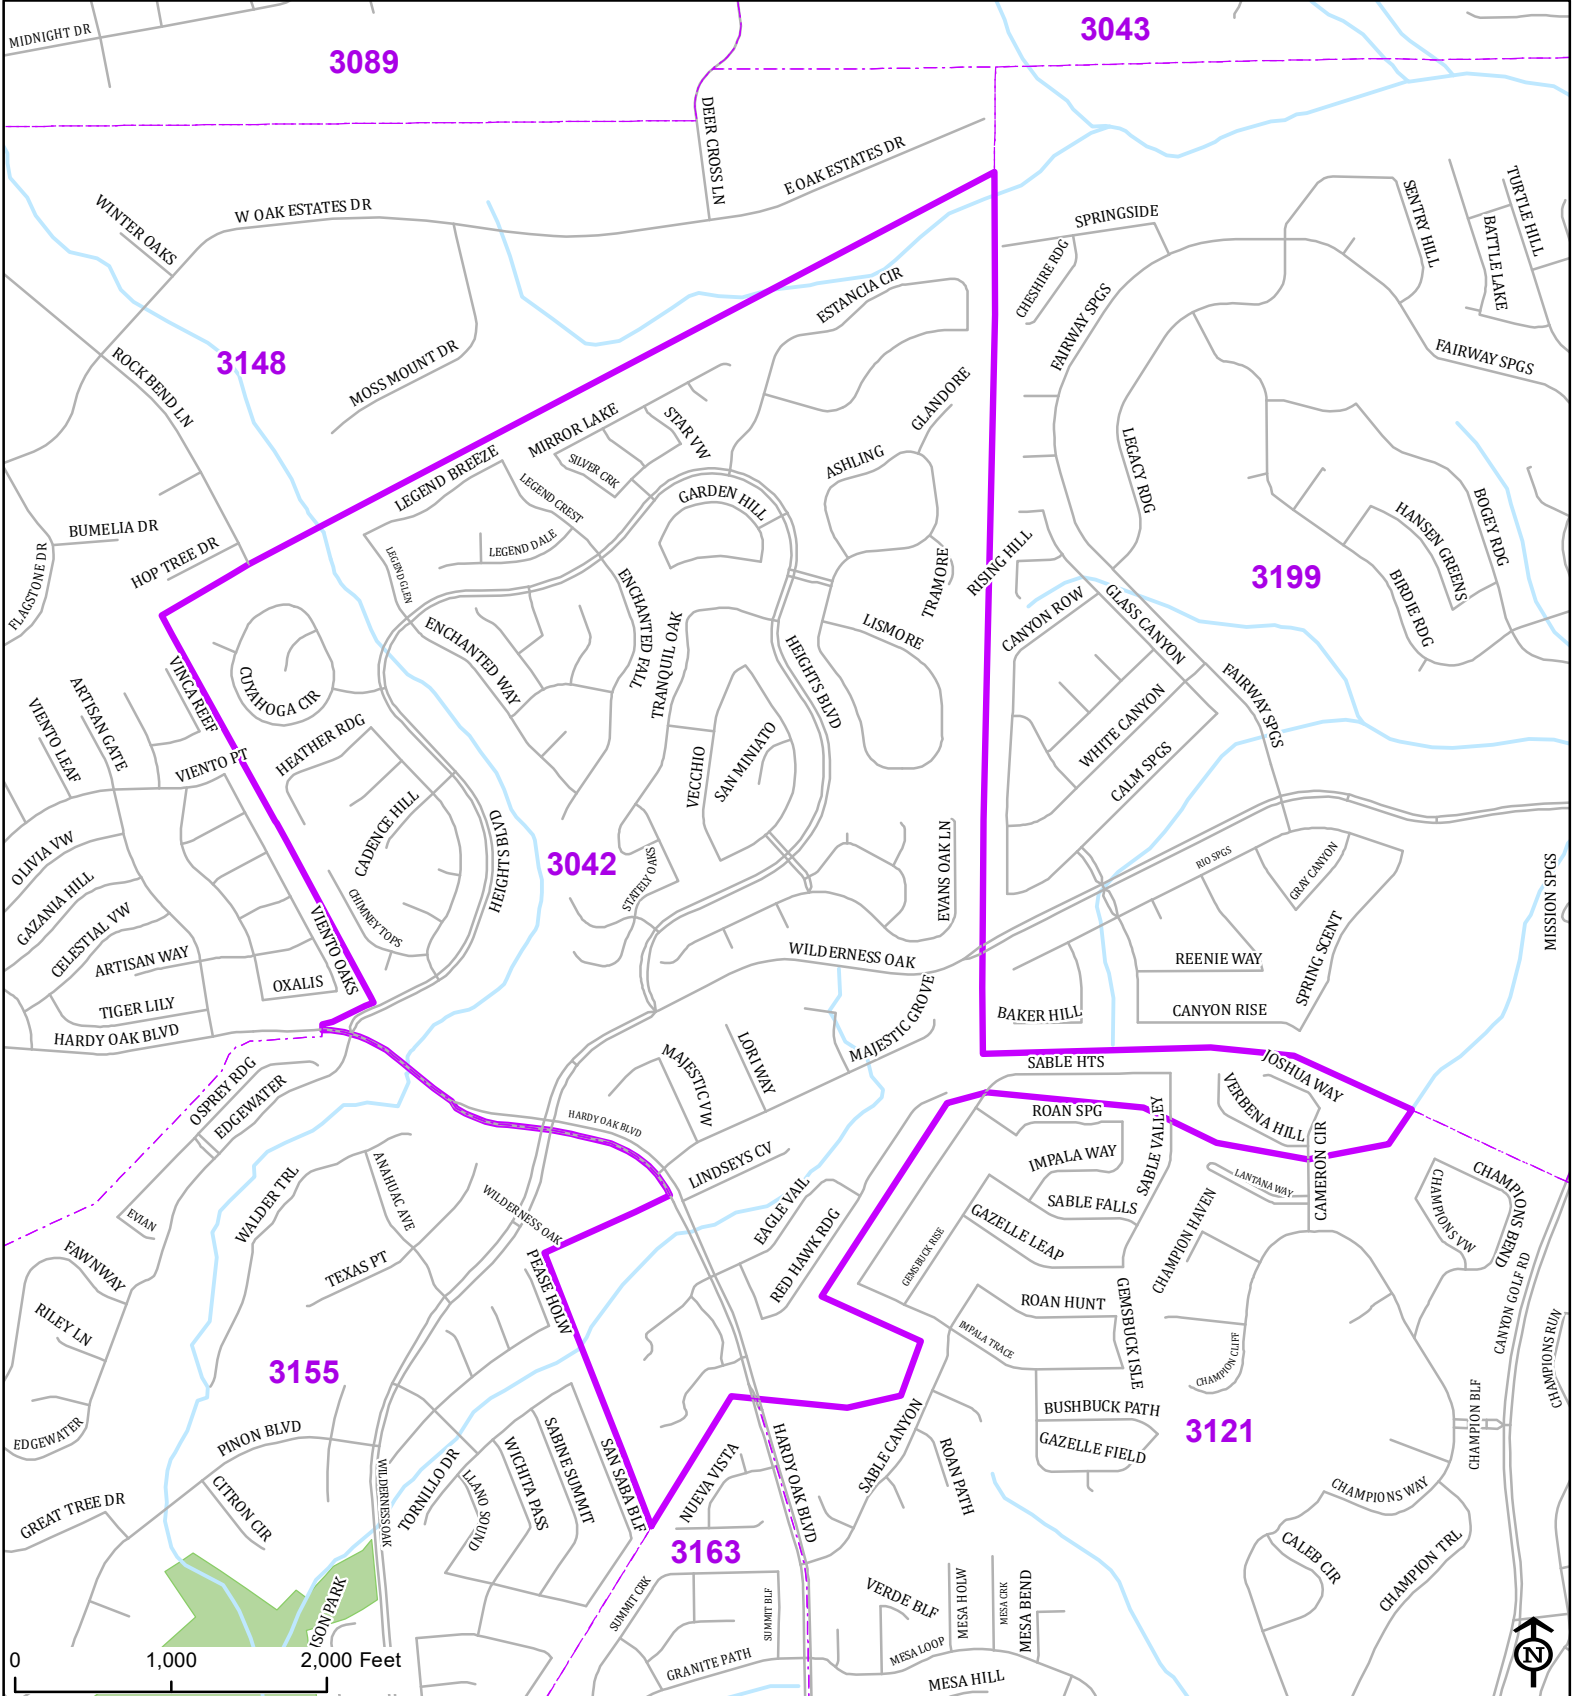 MIDNIGHT DR
3089
3043
DEER CROSS LN
E OAK ESTATES DR
W OAK ESTATES DR
WINTER OAKS
SPRINGSIDE
SENTRY HILL
TURTLE HILL
BATTLE LAKE
CHESHIRE RDG
ESTANCIA CIR
FAIRWAY SPGS
FAIRWAY SPGS
3148
ROCK BEND LN
MOSS MOUNT DR
GLANDORE
MIRROR LAKE
STAR VW
LEGEND BREEZE
SILVER CRK
ASHLING
LEGACY RDG
LEGEND CREST
GARDEN HILL
BUMELIA DR
HOP TREE DR
FLAGSTONE DR
LEGEND DALE
LEGEND GLEN
HANSEN GREENS
BOGEY RDG
BIRDIE RDG
TRAMORE
RISING HILL
3199
ENCHANTED FALL
ENCHANTED WAY
TRANQUIL OAK
LISMORE
HEIGHTS BLVD
CANYON ROW
GLASS CANYON
FAIRWAY SPGS
VINCA REEF
CUYAHOGA CIR
ARTISAN GATE
VIENTO LEAF
HEATHER RDG
VIENTO PT
VECCHIO
SAN MINIATO
WHITE CANYON
CALM SPGS
OLIVIA VW
CADENCE HILL
HEIGHTS BLVD
3042
STATELY OAKS
EVANS OAK LN
RIO SPGS
GRAY CANYON
MISSION SPGS
GAZANIA HILL
CELESTIAL VW
CHIMNEY TOPS
VIENTO OAKS
ARTISAN WAY
OXALIS
WILDERNESS OAK
REENIE WAY
SPRING SCENT
TIGER LILY
HARDY OAK BLVD
BAKER HILL
CANYON RISE
MAJESTIC GROVE
LORI WAY
MAJESTIC VW
SABLE HTS
JOSHUA WAY
OSPREY RDG
EDGEWATER
HARDY OAK BLVD
ROAN SPG
VERBENA HILL
IMPALA WAY
SABLE VALLEY
CAMERON CIR
LINDSEYS CV
ANAHUAC AVE
WALDER TRL
WILDERNESS OAK
EAGLE VAIL
RED HAWK RDG
SABLE FALLS
LANTANA WAY
CHAMPIONS BEND
CHAMPIONS VW
EVIAN
GAZELLE LEAP
GEMSBUCK RISE
CHAMPION HAVEN
FAWNWAY
TEXAS PT
PEASE HOLW
ROAN HUNT
GEMSBUCK ISLE
CANYON GOLF RD
RILEY LN
IMPALA TRACE
CHAMPION CLIFF
CHAMPIONS RUN
3155
BUSHBUCK PATH
CHAMPION BLF
3121
EDGEWATER
PINON BLVD
SABINE SUMMIT
WICHITA PASS
SAN SABA BLF
NUEVA VISTA
HARDY OAK BLVD
SABLE CANYON
ROAN PATH
GAZELLE FIELD
WILDERNESS OAK
TORNILLO DR
LLANO SOUND
CHAMPIONS WAY
GREAT TREE DR
CITRON CIR
3163
CALEB CIR
CHAMPION TRL
SUMMIT CRK
SUMMIT BLF
VERDE BLF
MESA HOLW
MESA CRK
MESA BEND
ISON PARK
GRANITE PATH
MESA LOOP
MESA HILL
N
0 1,000 2,000 Feet